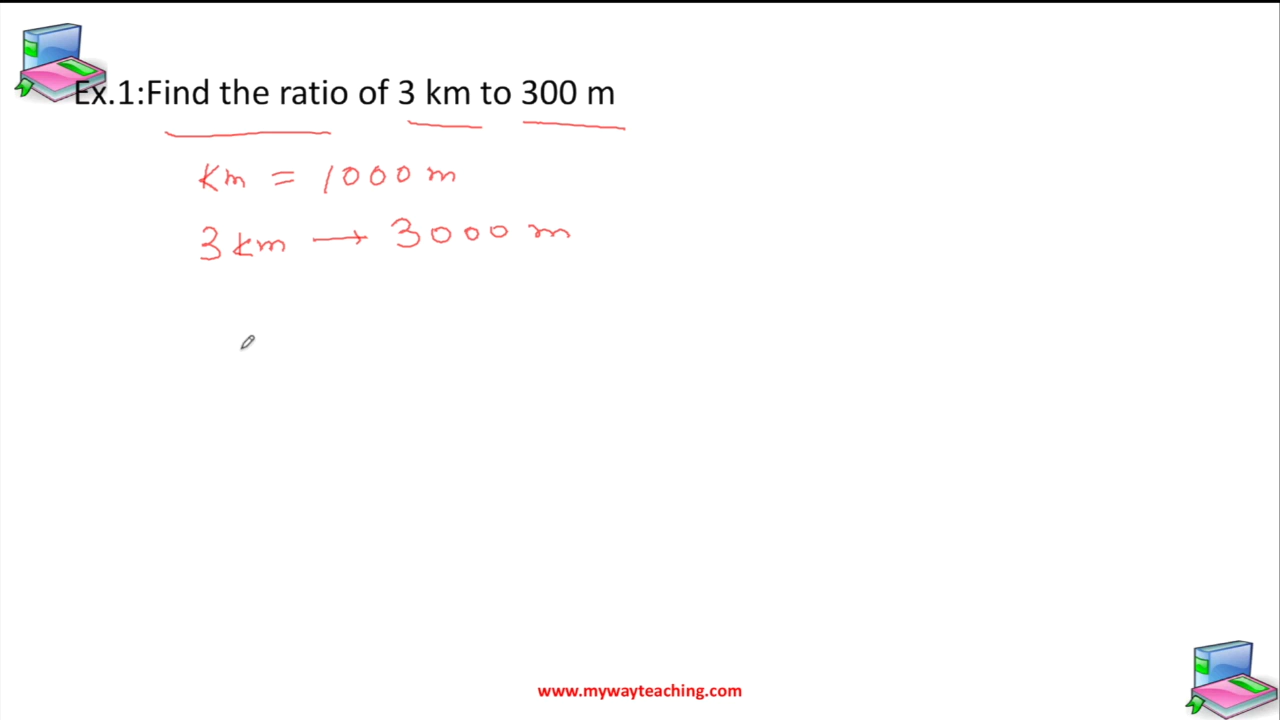 Ex.1:Find the ratio of 3 km to 300 m
Km = 1000 m
3 km → 3000 m
www.mywayteaching.com